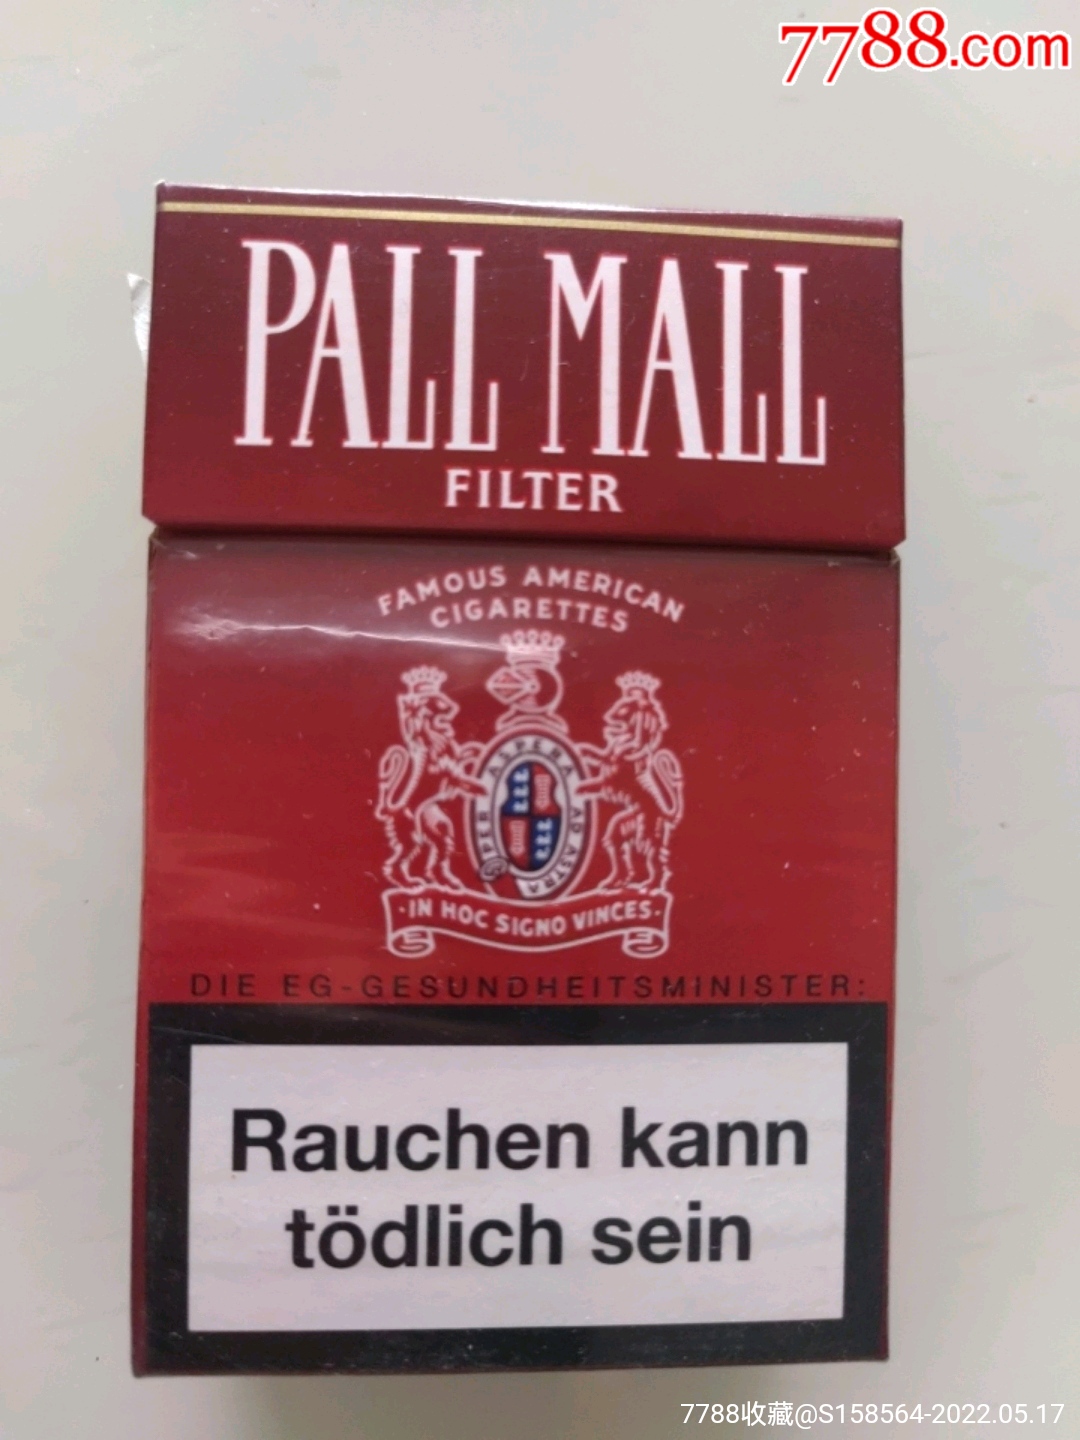 7788.com
PALL MALL
FILTER
FAMOUS AMERICAN
CIGARETTES
PER ASPERA AD ASTRA
·IN HOC SIGNO VINCES·
DIE EG-GESUNDHEITSMINISTER:
Rauchen kann
tödlich sein
7788收藏@S158564-2022.05.17